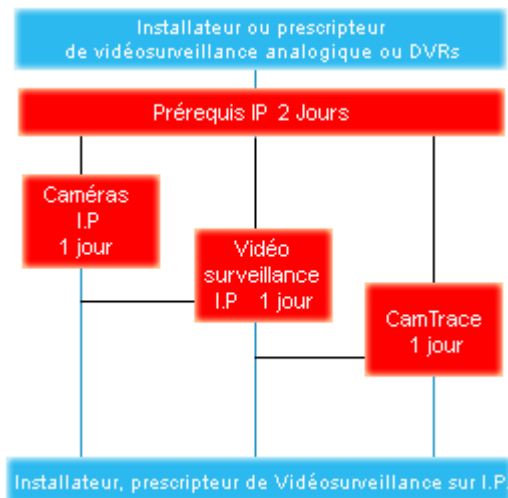 Installateur ou prescripteur
de vidéosurveillance analogique ou DVRs
Prérequis IP 2 Jours
Caméras
I.P
1 jour
Vidéo
surveillance
I.P 1 jour
CamTrace
1 jour
Installateur, prescripteur de Vidéosurveillance sur I.P.